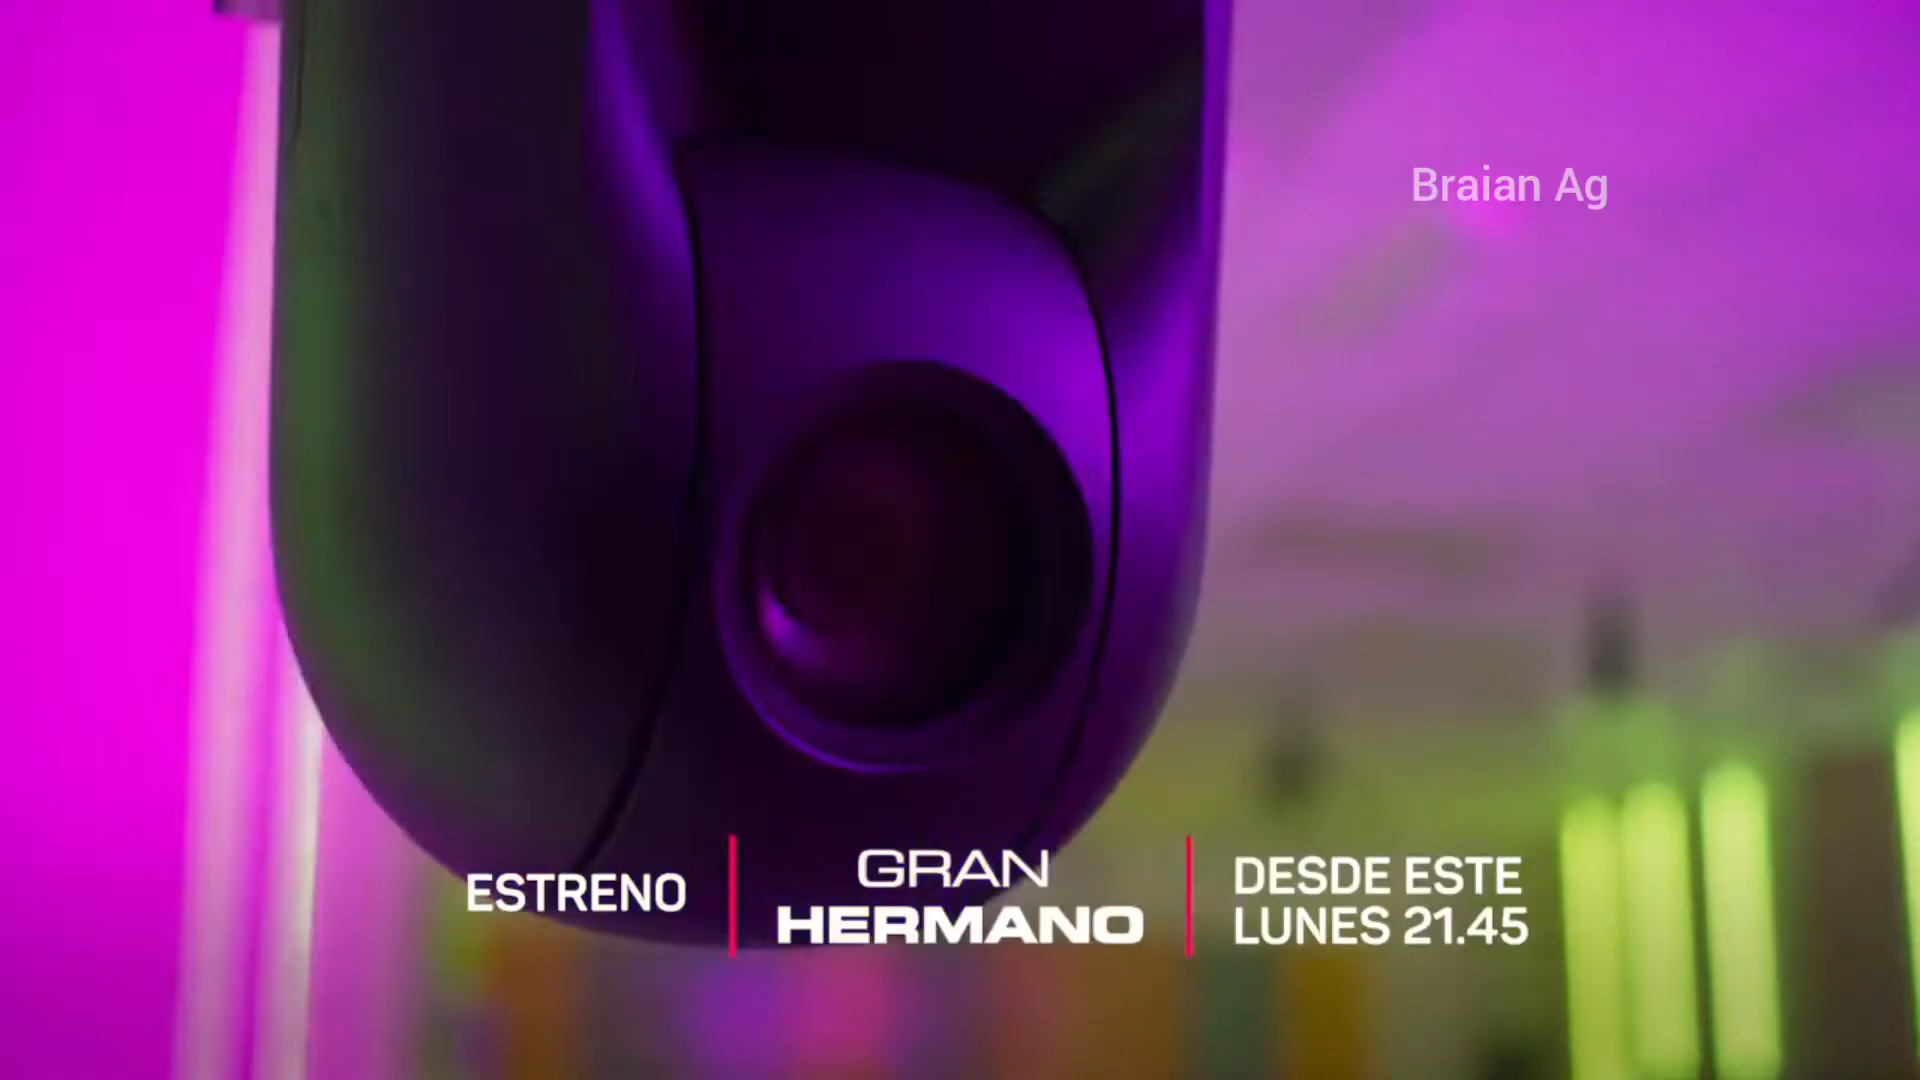 Braian Ag
ESTRENO
GRAN
HERMANO
DESDE ESTE
LUNES 21.45